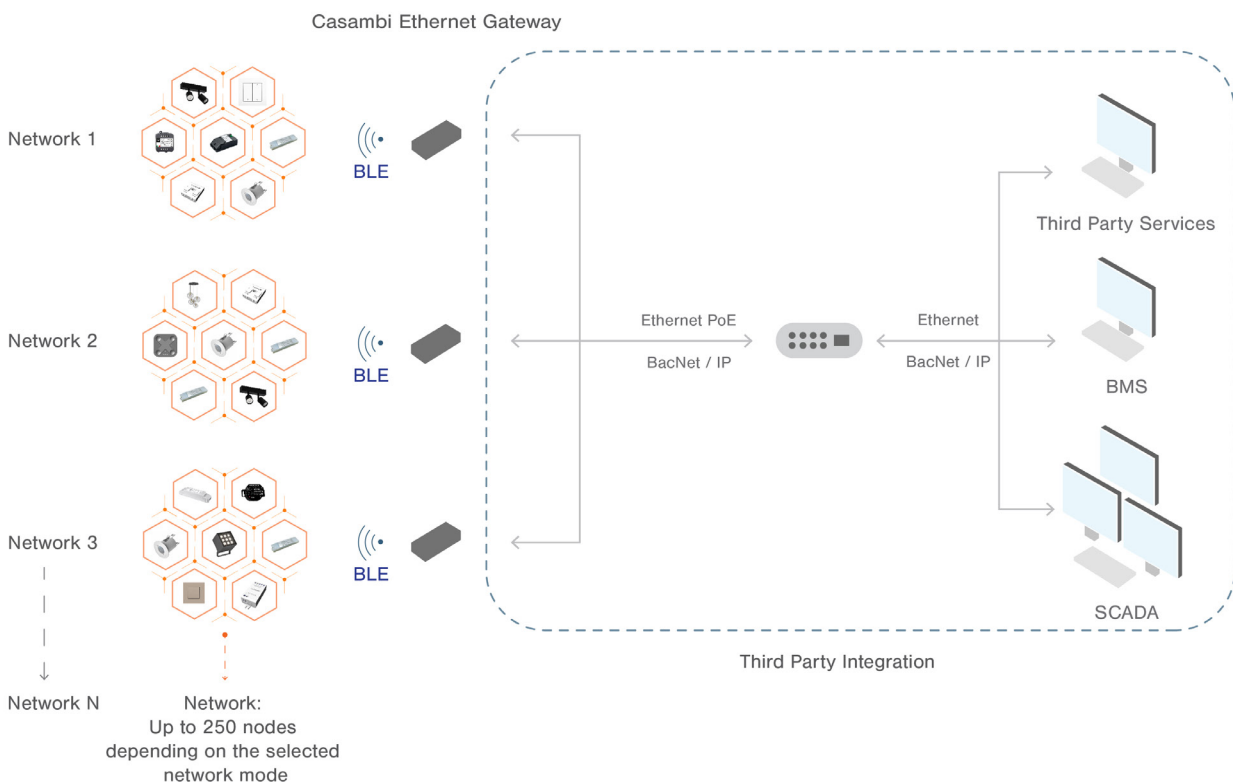 Casambi Ethernet Gateway
Network 1
BLE
Third Party Services
Network 2
BLE
Ethernet PoE
BacNet / IP
Ethernet
BacNet / IP
BMS
Network 3
BLE
SCADA
Third Party Integration
Network N
Network:
Up to 250 nodes
depending on the selected
network mode